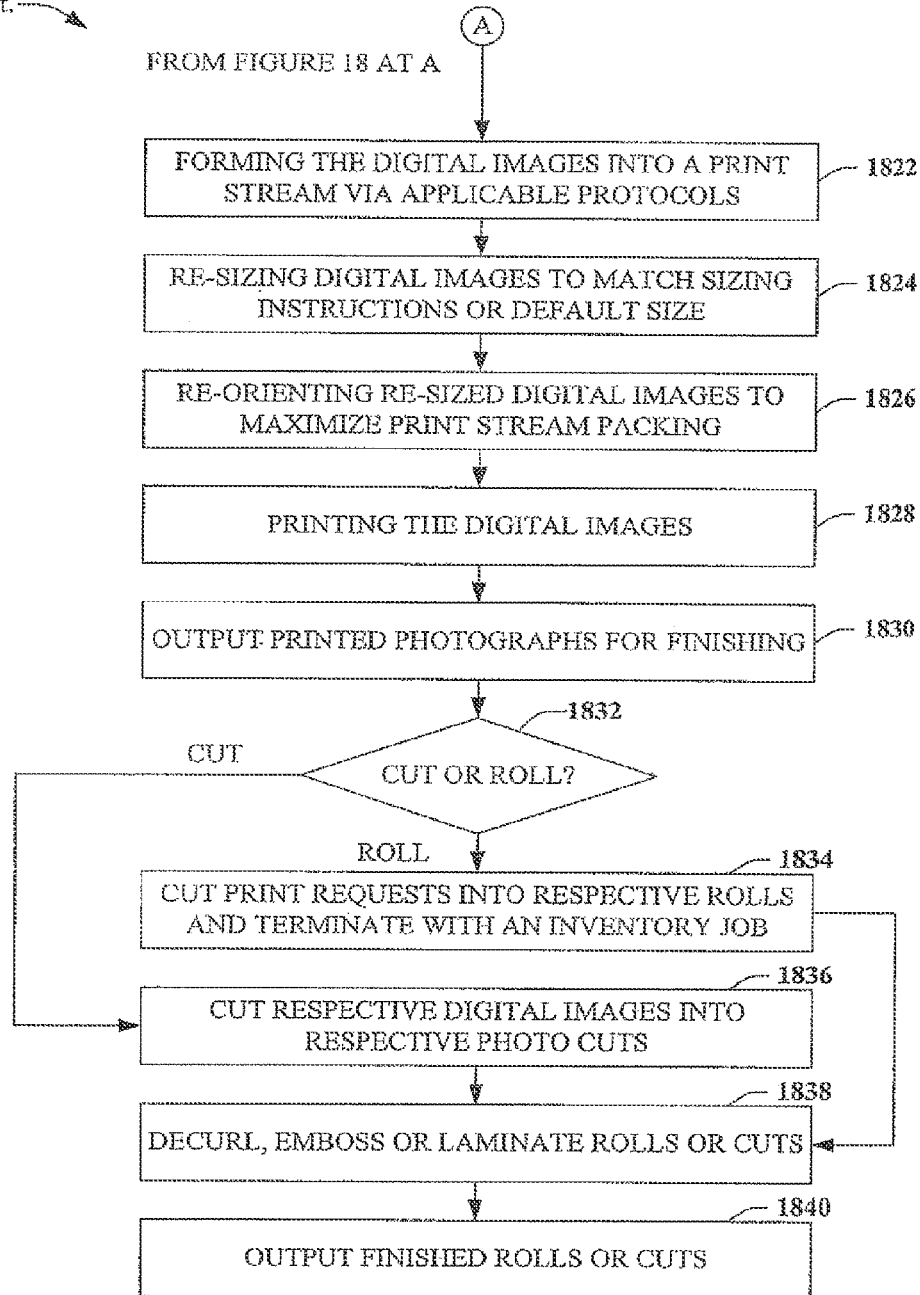 A
FROM FIGURE 18 AT A
FORMING THE DIGITAL IMAGES INTO A PRINT
STREAM VIA APPLICABLE PROTOCOLS
1822
RE-SIZING DIGITAL IMAGES TO MATCH SIZING
INSTRUCTIONS OR DEFAULT SIZE
1824
RE-ORIENTING RE-SIZED DIGITAL IMAGES TO
MAXIMIZE PRINT STREAM PACKING
1826
PRINTING THE DIGITAL IMAGES
1828
OUTPUT PRINTED PHOTOGRAPHS FOR FINISHING
1830
1832
CUT
CUT OR ROLL?
ROLL
1834
CUT PRINT REQUESTS INTO RESPECTIVE ROLLS
AND TERMINATE WITH AN INVENTORY JOB
1836
CUT RESPECTIVE DIGITAL IMAGES INTO
RESPECTIVE PHOTO CUTS
1838
DECURL, EMBOSS OR LAMINATE ROLLS OR CUTS
1840
OUTPUT FINISHED ROLLS OR CUTS